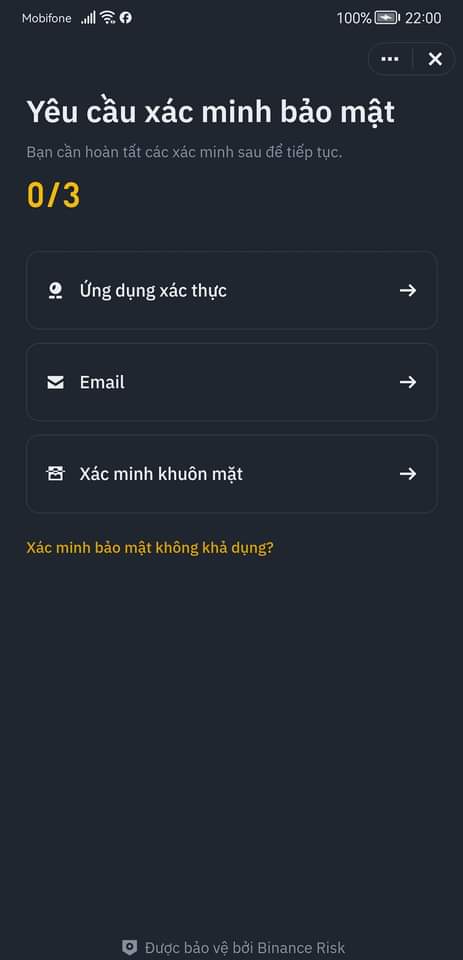 Mobifone 100% 22:00
Yêu cầu xác minh bảo mật
Bạn cần hoàn tất các xác minh sau để tiếp tục.
0/3
Ứng dụng xác thực
Email
Xác minh khuôn mặt
Xác minh bảo mật không khả dụng?
Được bảo vệ bởi Binance Risk